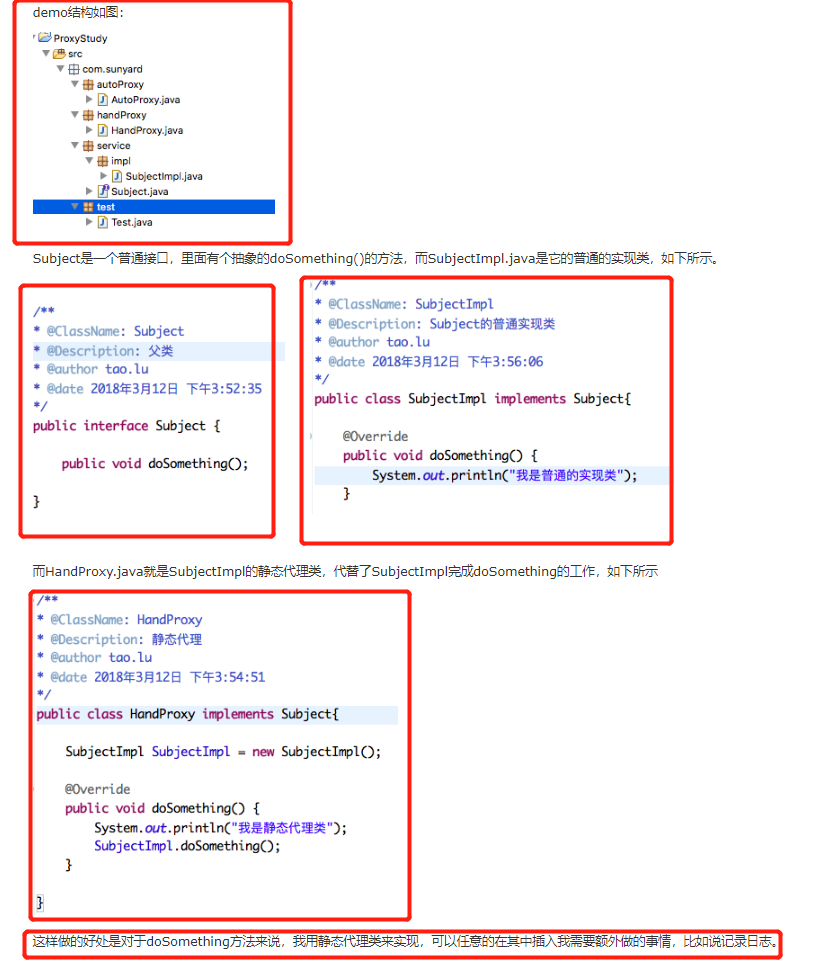 demo结构如图：
ProxyStudy
src
com.sunyard
autoProxy
AutoProxy.java
handProxy
HandProxy.java
service
impl
SubjectImpl.java
Subject.java
test
Test.java
Subject是一个普通接口，里面有个抽象的doSomething()的方法，而SubjectImpl.java是它的普通的实现类，如下所示。
/**
* @ClassName: Subject
* @Description: 父类
* @author tao.lu
* @date 2018年3月12日 下午3:52:35
*/
public interface Subject {
public void doSomething();
}
/**
* @ClassName: SubjectImpl
* @Description: Subject的普通实现类
* @author tao.lu
* @date 2018年3月12日 下午3:56:06
*/
public class SubjectImpl implements Subject{
@Override
public void doSomething() {
System.out.println("我是普通的实现类");
}
而HandProxy.java就是SubjectImpl的静态代理类，代替了SubjectImpl完成doSomething的工作，如下所示
/**
* @ClassName: HandProxy
* @Description: 静态代理
* @author tao.lu
* @date 2018年3月12日 下午3:54:51
*/
public class HandProxy implements Subject{
SubjectImpl SubjectImpl = new SubjectImpl();
@Override
public void doSomething() {
System.out.println("我是静态代理类");
SubjectImpl.doSomething();
}
}
这样做的好处是对于doSomething方法来说，我用静态代理类来实现，可以任意的在其中插入我需要额外做的事情，比如说记录日志。